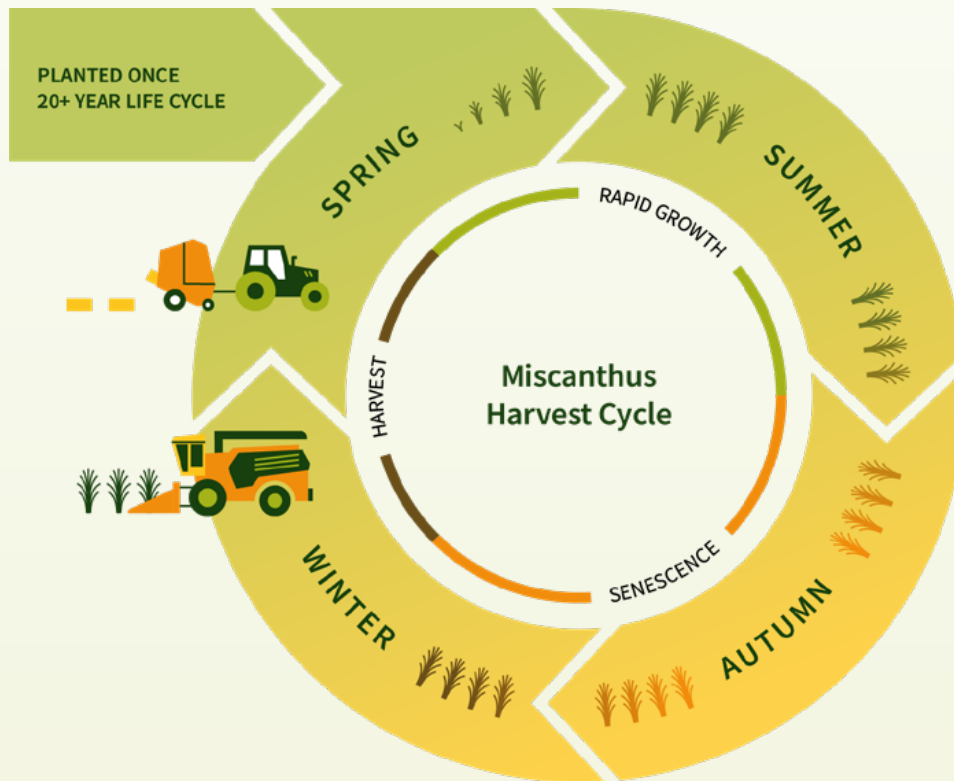 PLANTED ONCE
20+ YEAR LIFE CYCLE
SPRING
SUMMER
RAPID GROWTH
HARVEST
Miscanthus
Harvest Cycle
SENESCENCE
WINTER
AUTUMN